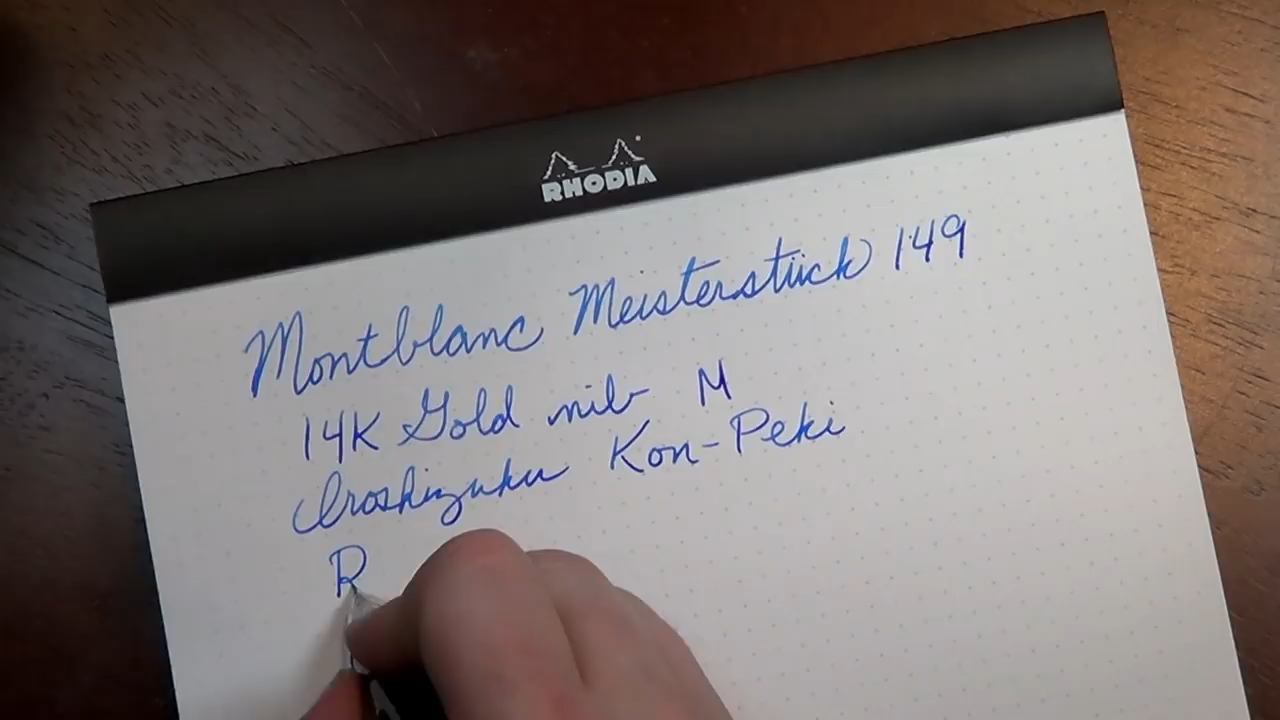 RHODIA
Montblanc Meisterstück 149
14K Gold nib M
Iroshizuku Kon-Peki
R